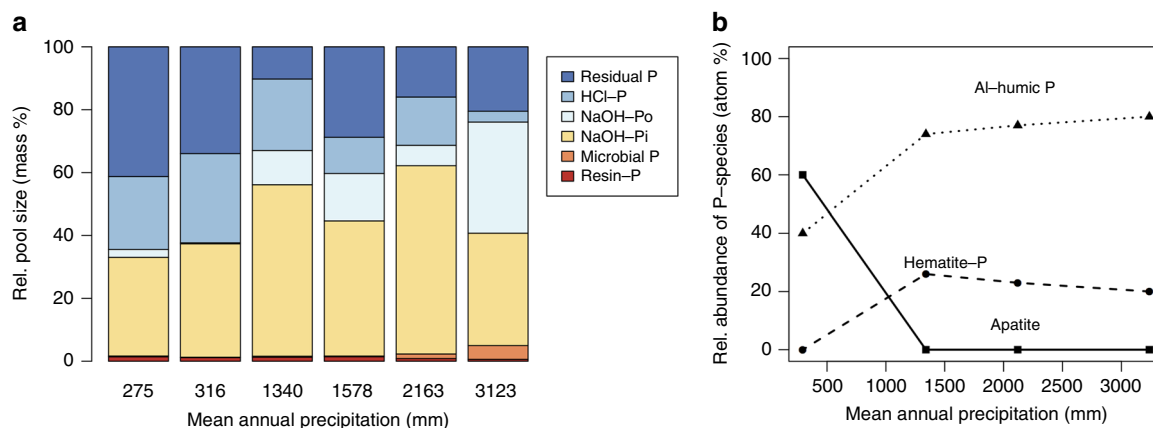 a
Rel. pool size (mass %)
100
80
60
40
20
0
275 316 1340 1578 2163 3123
Mean annual precipitation (mm)
Residual P
HCl–P
NaOH–Po
NaOH–Pi
Microbial P
Resin–P
b
Rel. abundance of P–species (atom %)
100
80
60
40
20
0
Al–humic P
Hematite–P
Apatite
500 1000 1500 2000 2500 3000
Mean annual precipitation (mm)